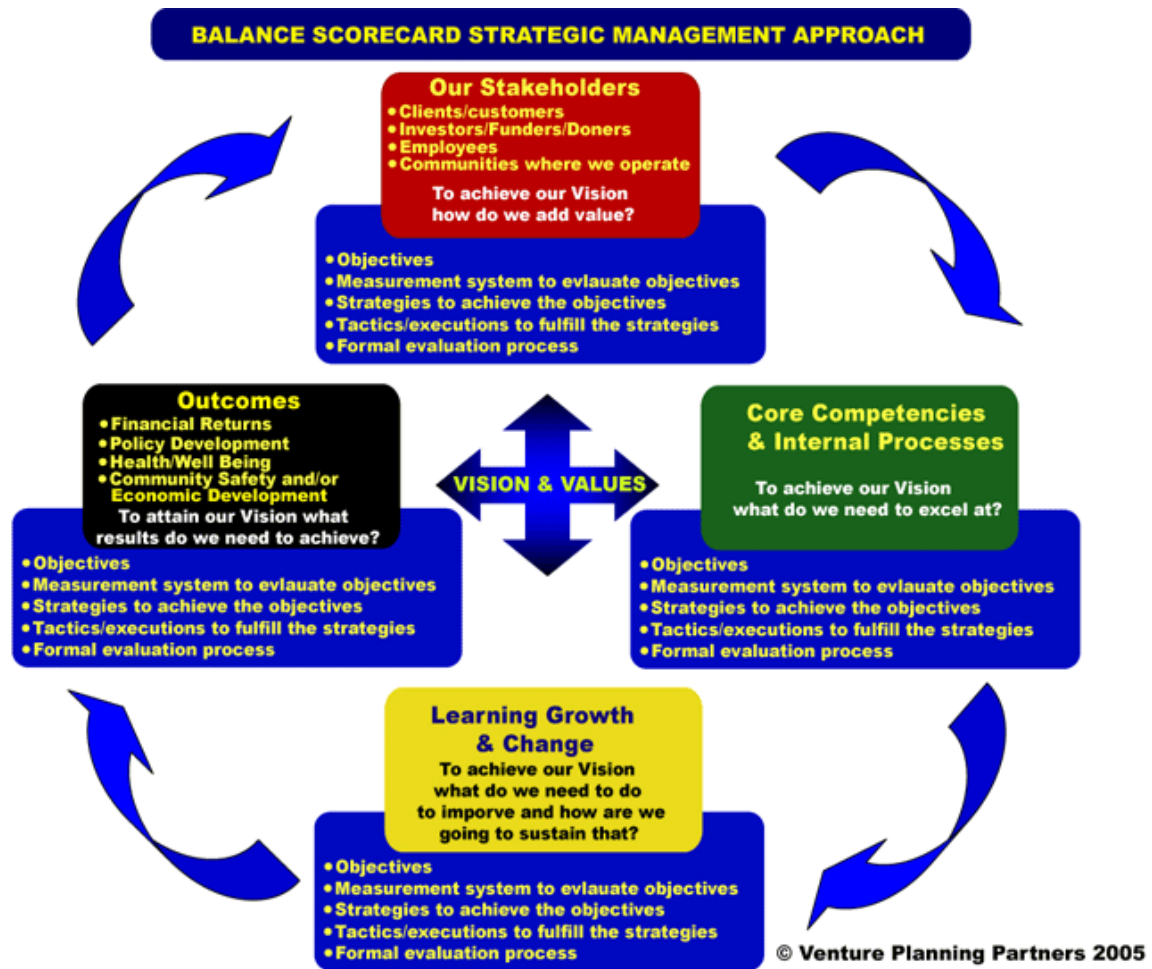 BALANCE SCORECARD STRATEGIC MANAGEMENT APPROACH
Our Stakeholders
• Clients/customers
• Investors/Funders/Doners
• Employees
• Communities where we operate
To achieve our Vision
how do we add value?
• Objectives
• Measurement system to evlauate objectives
• Strategies to achieve the objectives
• Tactics/executions to fulfill the strategies
• Formal evaluation process
Outcomes
• Financial Returns
• Policy Development
• Health/Well Being
• Community Safety and/or
Economic Development
To attain our Vision what
results do we need to achieve?
• Objectives
• Measurement system to evlauate objectives
• Strategies to achieve the objectives
• Tactics/executions to fulfill the strategies
• Formal evaluation process
VISION & VALUES
Core Competencies
& Internal Processes
To achieve our Vision
what do we need to excel at?
• Objectives
• Measurement system to evlauate objectives
• Strategies to achieve the objectives
• Tactics/executions to fulfill the strategies
• Formal evaluation process
Learning Growth
& Change
To achieve our Vision
what do we need to do
to imporve and how are we
going to sustain that?
• Objectives
• Measurement system to evlauate objectives
• Strategies to achieve the objectives
• Tactics/executions to fulfill the strategies
• Formal evaluation process
© Venture Planning Partners 2005